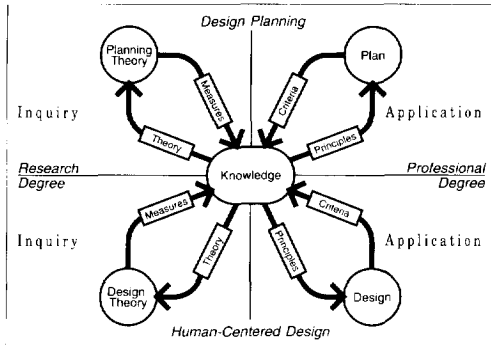 Design Planning
Planning
Theory
Plan
Measures
Criteria
Inquiry
Application
Theory
Principles
Research
Degree
Knowledge
Professional
Degree
Measures
Criteria
Inquiry
Theory
Principles
Application
Design
Theory
Design
Human-Centered Design